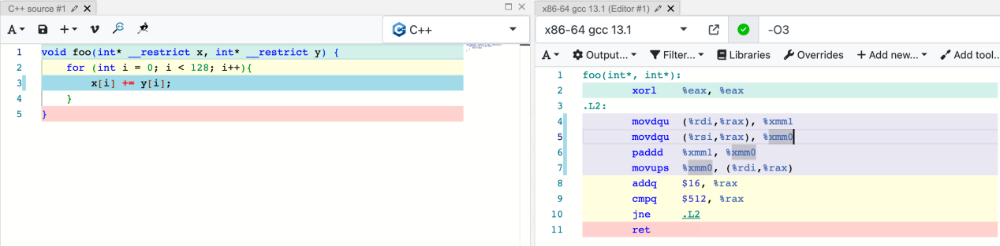 C++ source #1
A
C++
1 void foo(int* __restrict x, int* __restrict y) {
2     for (int i = 0; i < 128; i++){
3         x[i] += y[i];
4     }
5 }
x86-64 gcc 13.1 (Editor #1)
x86-64 gcc 13.1
-O3
A Output... Filter... Libraries Overrides + Add new... Add tool...
1 foo(int*, int*):
2         xorl    %eax, %eax
3 .L2:
4         movdqu  (%rdi,%rax), %xmm1
5         movdqu  (%rsi,%rax), %xmm0
6         paddd   %xmm1, %xmm0
7         movups  %xmm0, (%rdi,%rax)
8         addq    $16, %rax
9         cmpq    $512, %rax
10         jne     .L2
11         ret